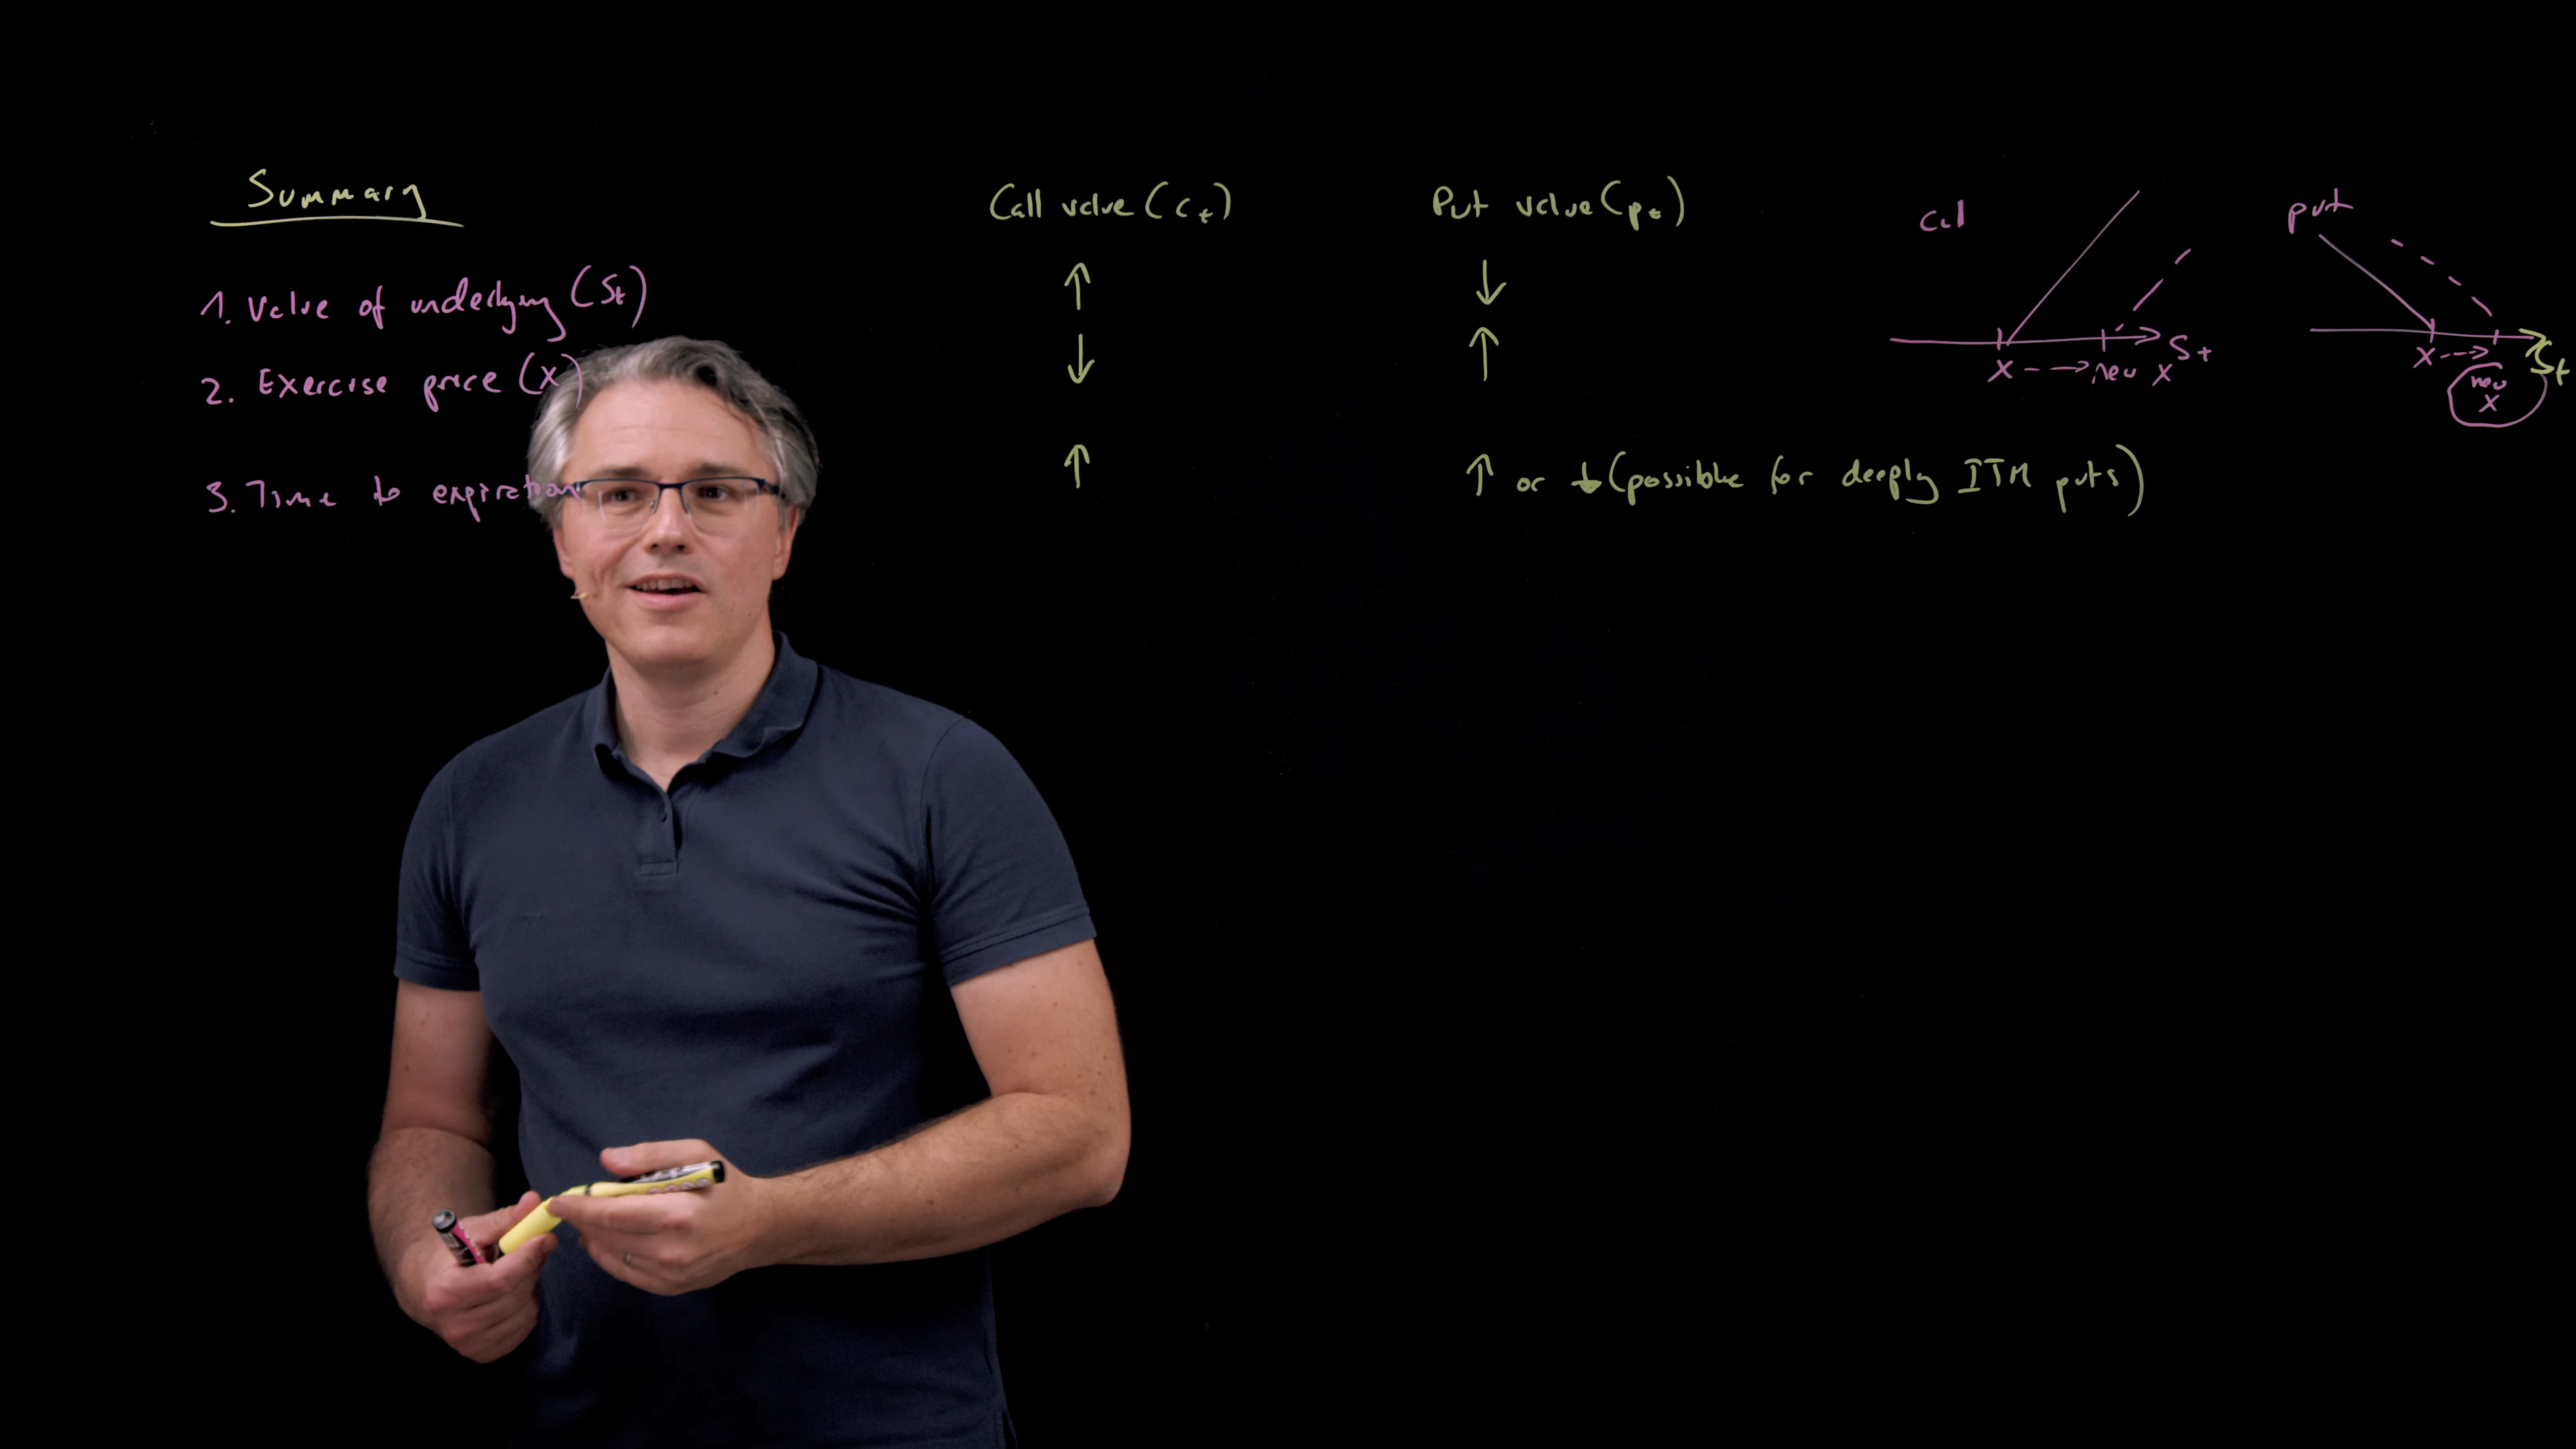 Summary Call value (ct) Put value (pt)
1. Value of underlying (St) ↑ ↓
2. Exercise price (X) ↓ ↑
3. Time to expiration ↑ ↑ or ↓ (possible for deeply ITM puts)
call
X --→ new X St
put
X --→ St
new
X